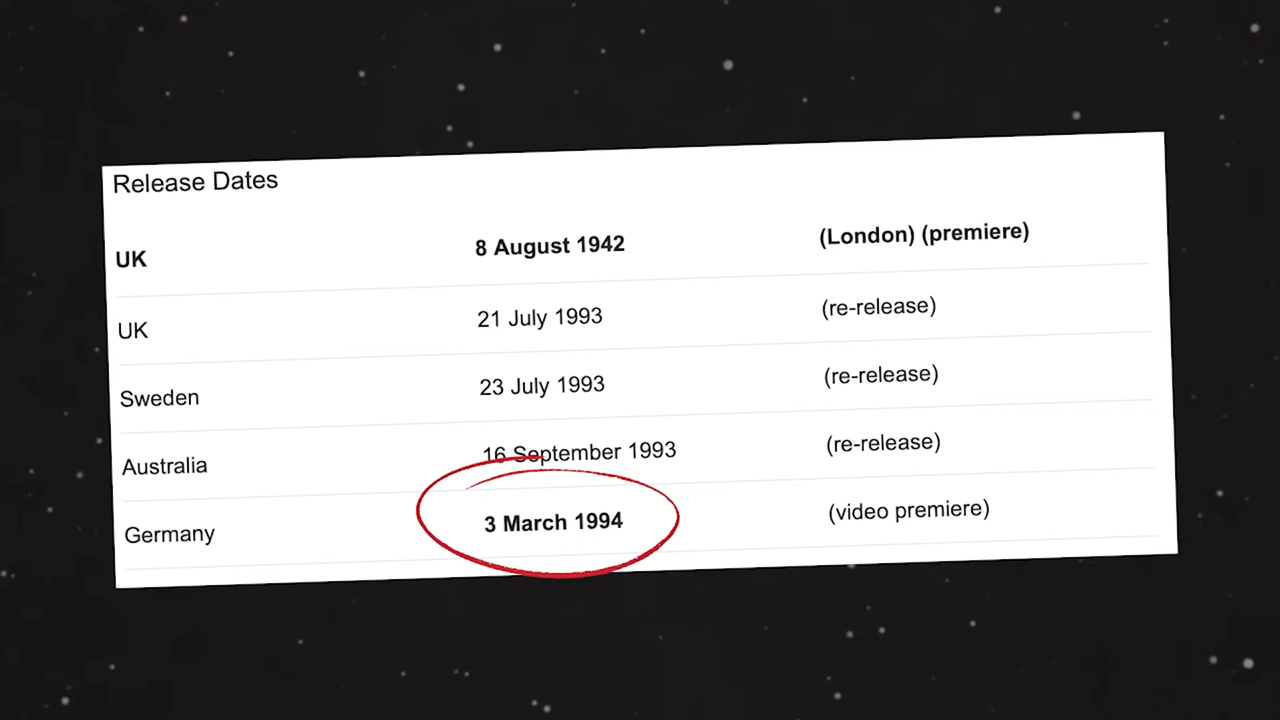 Release Dates
UK 8 August 1942 (London) (premiere)
UK 21 July 1993 (re-release)
Sweden 23 July 1993 (re-release)
Australia 16 September 1993 (re-release)
Germany 3 March 1994 (video premiere)